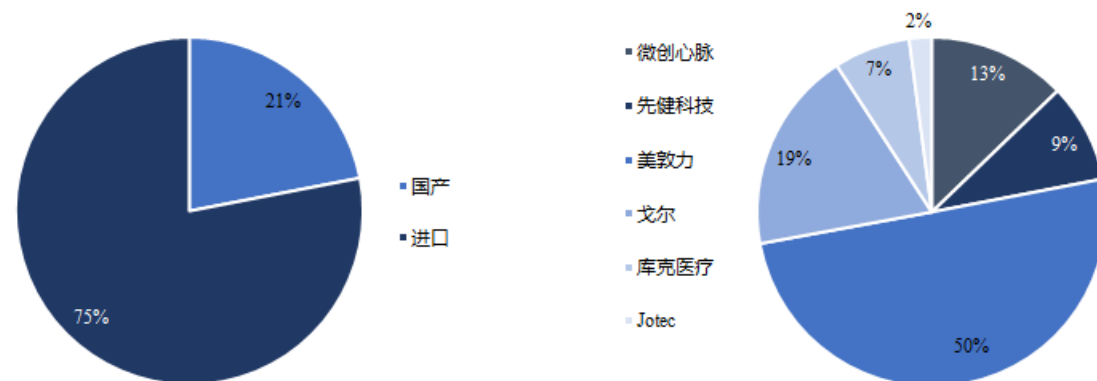 21%
75%
国产
进口
微创心脉
先健科技
美敦力
戈尔
库克医疗
Jotec
2%
13%
9%
50%
19%
7%